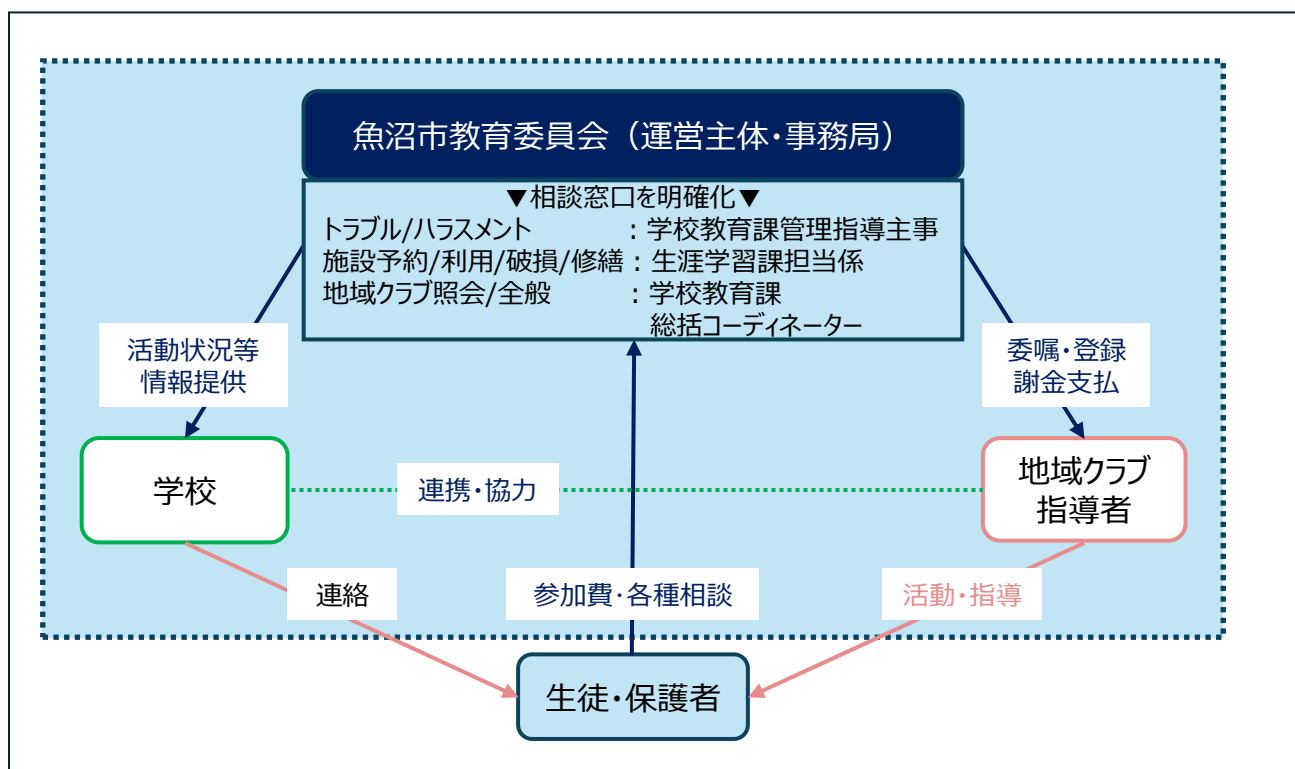 魚沼市教育委員会（運営主体・事務局）
▼相談窓口を明確化▼
トラブル/ハラスメント　　　　：学校教育課管理指導主事
施設予約/利用/破損/修繕：生涯学習課担当係
地域クラブ照会/全般　　　：学校教育課
総括コーディネーター
活動状況等
情報提供
委嘱・登録
謝金支払
学校
連携・協力
地域クラブ
指導者
連絡
参加費・各種相談
活動・指導
生徒・保護者